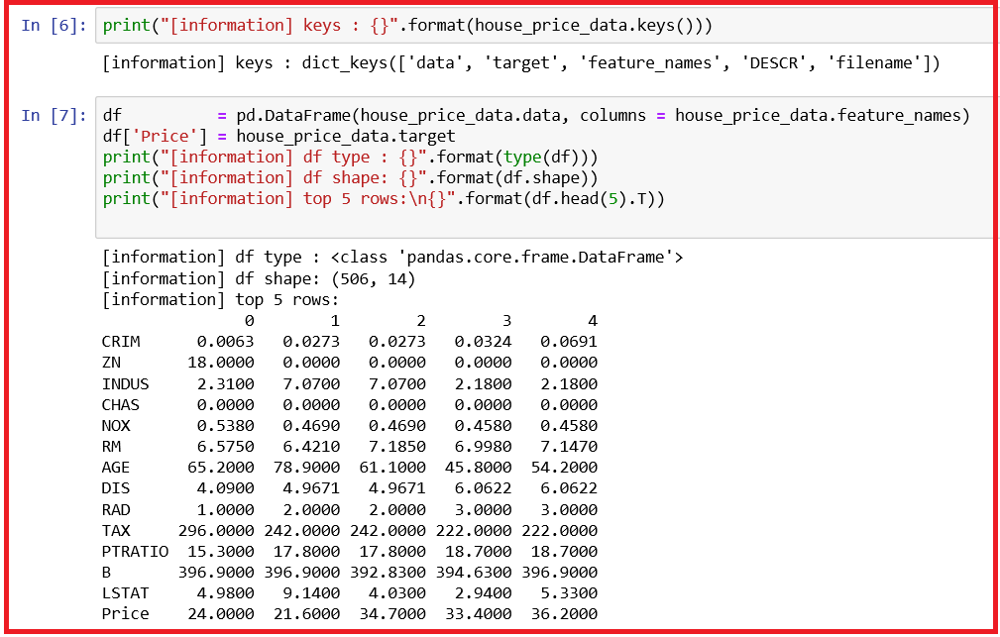 In [6]: print("[information] keys : {}".format(house_price_data.keys()))
[information] keys : dict_keys(['data', 'target', 'feature_names', 'DESCR', 'filename'])
In [7]: df          = pd.DataFrame(house_price_data.data, columns = house_price_data.feature_names)
df['Price'] = house_price_data.target
print("[information] df type : {}".format(type(df)))
print("[information] df shape: {}".format(df.shape))
print("[information] top 5 rows:\n{}".format(df.head(5).T))
[information] df type : <class 'pandas.core.frame.DataFrame'>
[information] df shape: (506, 14)
[information] top 5 rows:
               0        1        2        3        4
CRIM      0.0063   0.0273   0.0273   0.0324   0.0691
ZN       18.0000   0.0000   0.0000   0.0000   0.0000
INDUS     2.3100   7.0700   7.0700   2.1800   2.1800
CHAS      0.0000   0.0000   0.0000   0.0000   0.0000
NOX       0.5380   0.4690   0.4690   0.4580   0.4580
RM        6.5750   6.4210   7.1850   6.9980   7.1470
AGE      65.2000  78.9000  61.1000  45.8000  54.2000
DIS       4.0900   4.9671   4.9671   6.0622   6.0622
RAD       1.0000   2.0000   2.0000   3.0000   3.0000
TAX     296.0000 242.0000 242.0000 222.0000 222.0000
PTRATIO  15.3000  17.8000  17.8000  18.7000  18.7000
B       396.9000 396.9000 392.8300 394.6300 396.9000
LSTAT     4.9800   9.1400   4.0300   2.9400   5.3300
Price    24.0000  21.6000  34.7000  33.4000  36.2000